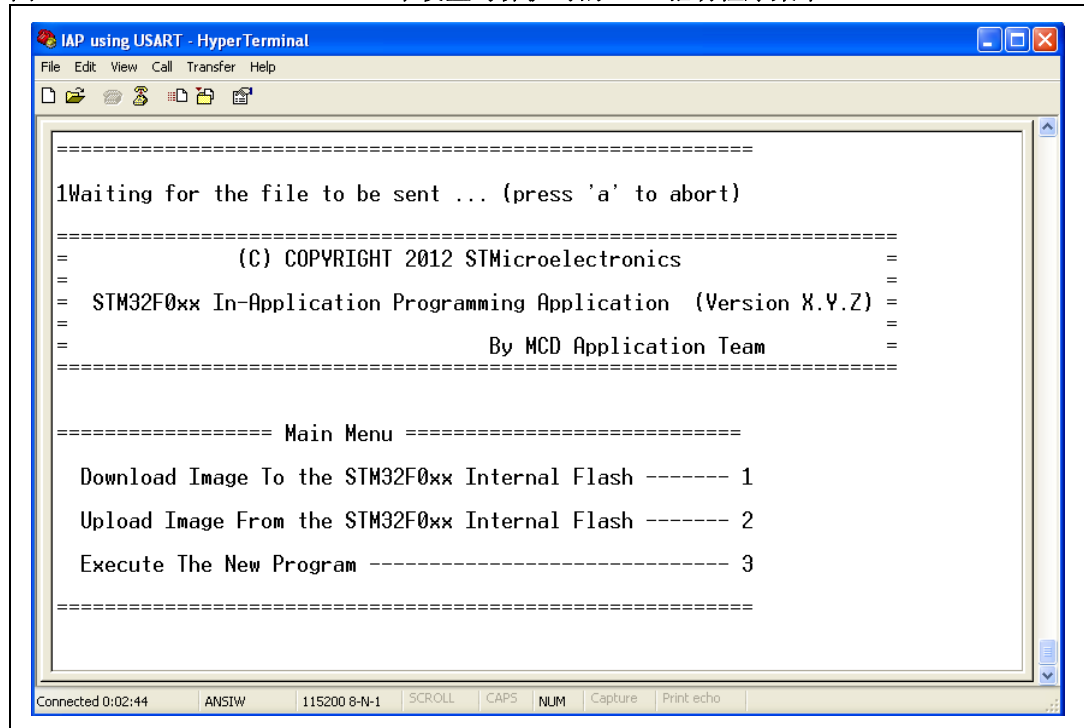 IAP using USART - HyperTerminal
File Edit View Call Transfer Help
==========================================================
1Waiting for the file to be sent ... (press 'a' to abort)
======================================================================
= (C) COPYRIGHT 2012 STMicroelectronics =
= =
= STM32F0xx In-Application Programming Application (Version X.Y.Z) =
= =
= By MCD Application Team =
======================================================================
================== Main Menu ============================
Download Image To the STM32F0xx Internal Flash ------- 1
Upload Image From the STM32F0xx Internal Flash ------- 2
Execute The New Program ------------------------------ 3
==========================================================
Connected 0:02:44 ANSIW 115200 8-N-1 SCROLL CAPS NUM Capture Print echo